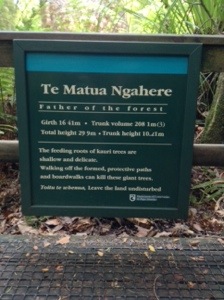 Te Matua Ngahere
Father of the forest
Girth 16 41m • Trunk volume 208 1m(3)
Total height 29 9m • Trunk height 10.21m
The feeding roots of kauri trees are
shallow and delicate.
Walking off the formed, protective paths
and boardwalks can kill these giant trees.
Leave the land undisturbed